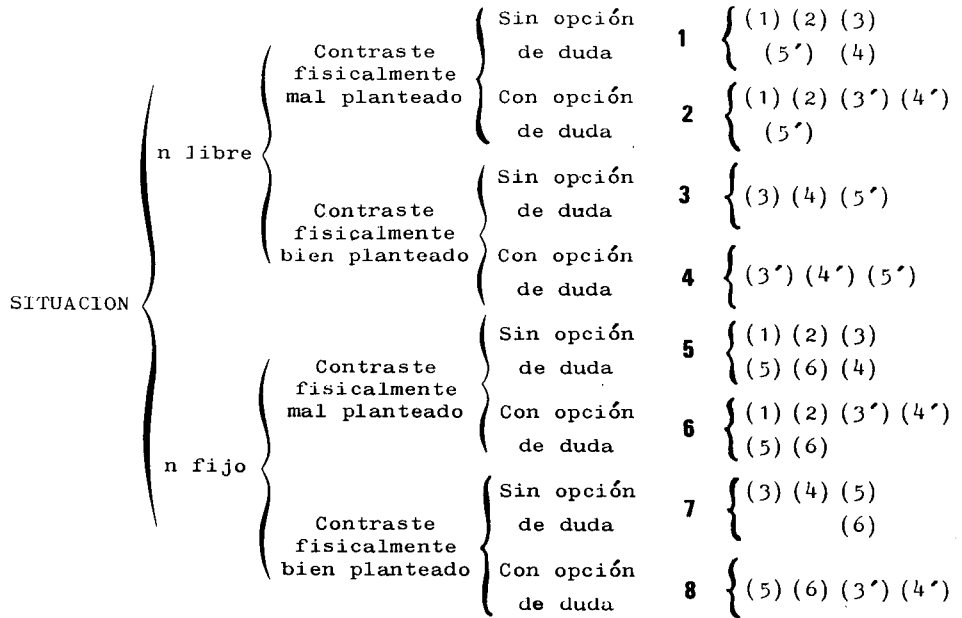 Sin opción 1 (1) (2) (3)
Contraste de duda (5´) (4)
fisicalmente
mal planteado Con opción 2 (1) (2) (3´) (4´)
de duda (5´)
n libre
Sin opción 3 (3) (4) (5´)
Contraste de duda
fisicalmente
bien planteado Con opción 4 (3´) (4´) (5´)
de duda
SITUACION
Sin opción 5 (1) (2) (3)
Contraste de duda (5) (6) (4)
fisicalmente
mal planteado Con opción 6 (1) (2) (3´) (4´)
de duda (5) (6)
n fijo
Sin opción 7 (3) (4) (5)
Contraste de duda (6)
fisicalmente
bien planteado Con opción 8 (5) (6) (3´) (4´)
de duda